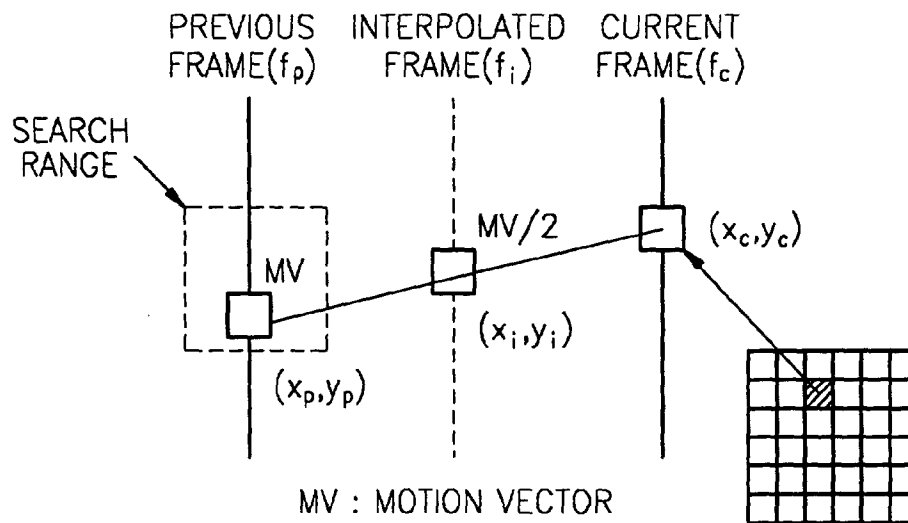 PREVIOUS FRAME(fp)
INTERPOLATED FRAME(fi)
CURRENT FRAME(fc)
SEARCH RANGE
MV
MV/2
(xc,yc)
(xi,yi)
(xp,yp)
MV : MOTION VECTOR